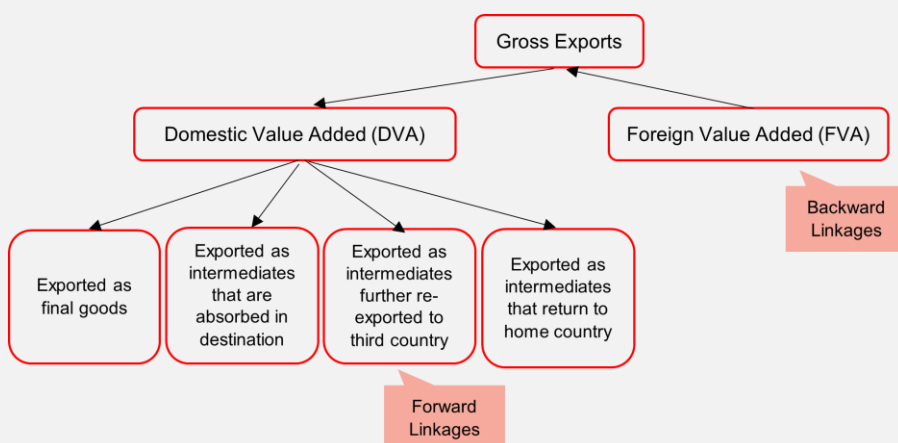 Gross Exports
Domestic Value Added (DVA)
Foreign Value Added (FVA)
Backward
Linkages
Exported as
final goods
Exported as
intermediates
that are
absorbed in
destination
Exported as
intermediates
further re-
exported to
third country
Exported as
intermediates
that return to
home country
Forward
Linkages